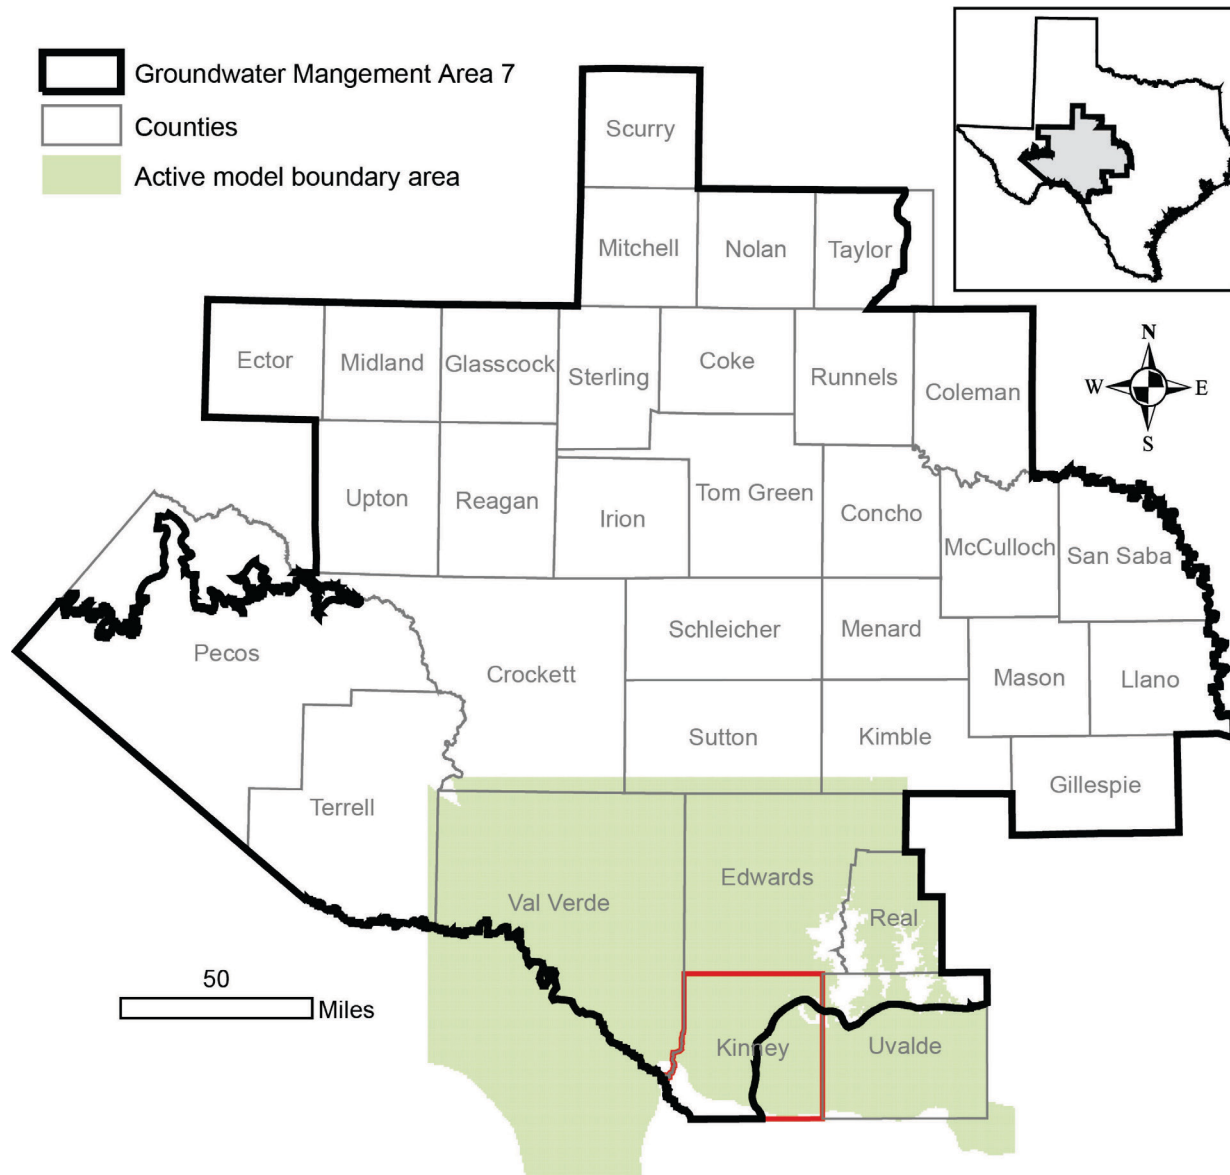 Groundwater Mangement Area 7
Counties
Active model boundary area
Scurry
Mitchell
Nolan
Taylor
Ector
Midland
Glasscock
Sterling
Coke
Runnels
Coleman
N
W
E
S
Upton
Reagan
Irion
Tom Green
Concho
McCulloch
San Saba
Pecos
Crockett
Schleicher
Menard
Mason
Llano
Sutton
Kimble
Gillespie
Terrell
Val Verde
Edwards
Real
50
Miles
Kinney
Uvalde